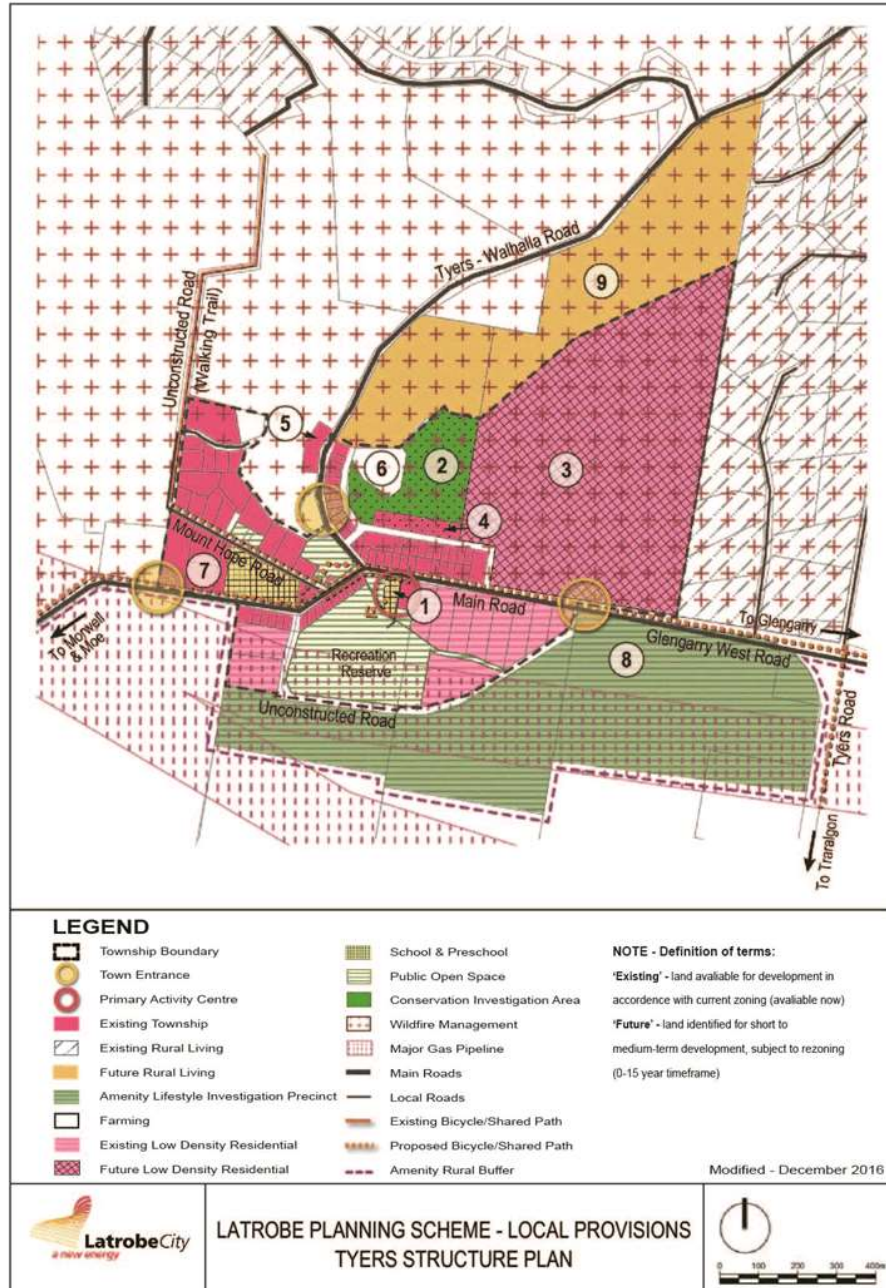 Tyers - Walhalla Road
9
Unconstructed Road
(Walking Trail)
5
6
2
3
4
Mount Hope Road
7
1
Main Road
To Glengarry
To Morwell
& Moe
Glengarry West Road
8
Recreation
Reserve
Unconstructed Road
Tyers Road
To Traralgon
LEGEND
Township Boundary
Town Entrance
Primary Activity Centre
Existing Township
Existing Rural Living
Future Rural Living
Amenity Lifestyle Investigation Precinct
Farming
Existing Low Density Residential
Future Low Density Residential
School & Preschool
Public Open Space
Conservation Investigation Area
Wildfire Management
Major Gas Pipeline
Main Roads
Local Roads
Existing Bicycle/Shared Path
Proposed Bicycle/Shared Path
Amenity Rural Buffer
NOTE - Definition of terms:
'Existing' - land avaliable for development in
accordance with current zoning (avaliable now)
'Future' - land identified for short to
medium-term development, subject to rezoning
(0-15 year timeframe)
Modified - December 2016
LatrobeCity
a new energy
LATROBE PLANNING SCHEME - LOCAL PROVISIONS
TYERS STRUCTURE PLAN
0 100 200 300 400m